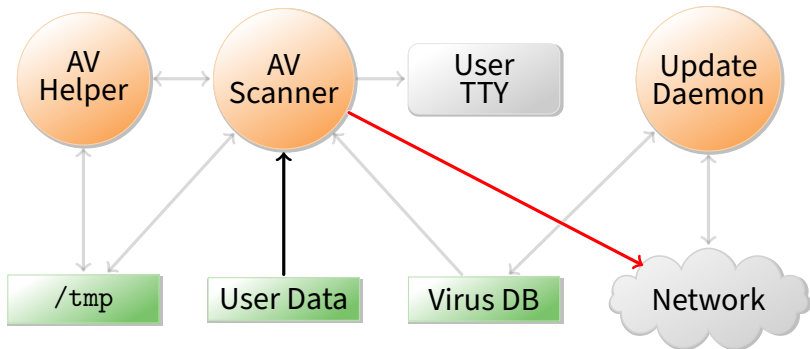 AV
Helper
AV
Scanner
User
TTY
Update
Daemon
/tmp
User Data
Virus DB
Network